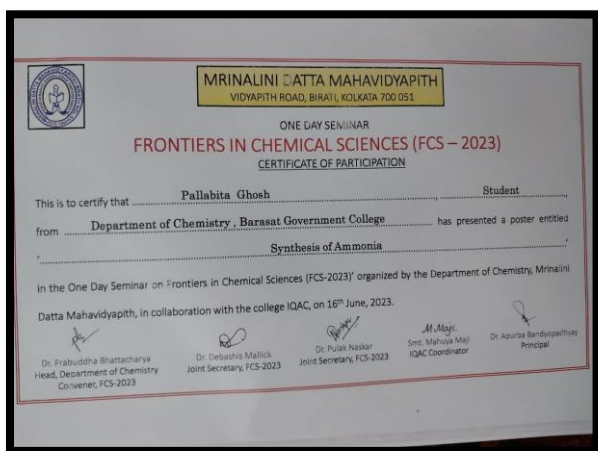 MRINALINI DATTA MAHAVIDYAPITH
VIDYAPITH ROAD, BIRATI, KOLKATA 700 051
ONE DAY SEMINAR
FRONTIERS IN CHEMICAL SCIENCES (FCS – 2023)
CERTIFICATE OF PARTICIPATION
This is to certify that Pallabita Ghosh, Student,
from Department of Chemistry , Barasat Government College has presented a poster entitled
' Synthesis of Ammonia '
in the One Day Seminar on Frontiers in Chemical Sciences (FCS-2023)' organized by the Department of Chemistry, Mrinalini
Datta Mahavidyapith, in collaboration with the college IQAC, on 16th June, 2023.
M Maji.
Dr. Prabuddha Bhattacharya
Head, Department of Chemistry
Convener, FCS-2023
Dr. Debashis Mallick
Joint Secretary, FCS-2023
Dr. Pulak Naskar
Joint Secretary, FCS-2023
Smt. Mahuya Maji
IQAC Coordinator
Dr. Apurba Bandyopadhyay
Principal